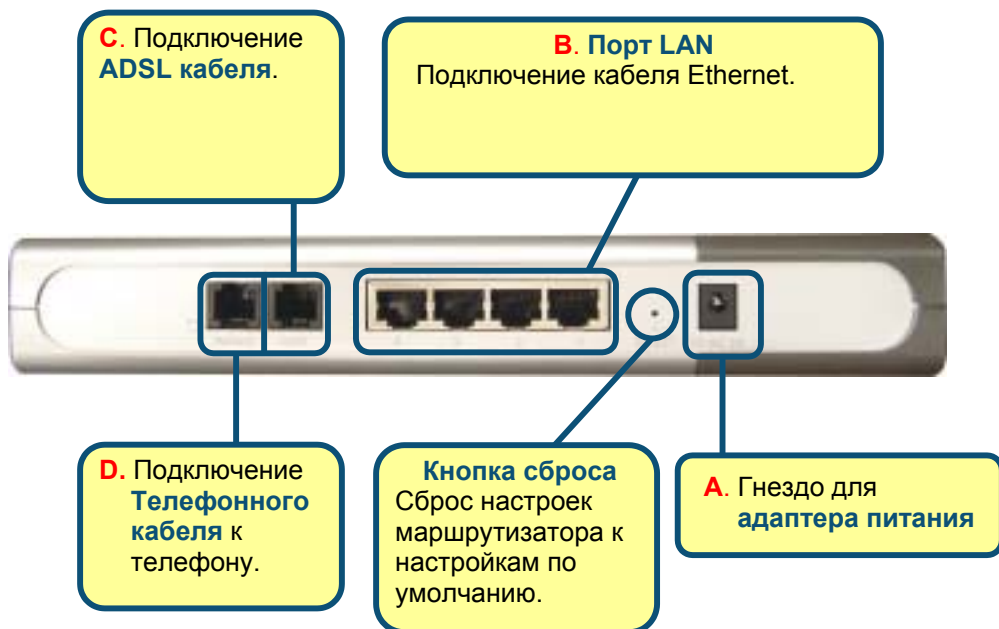 C. Подключение
ADSL кабеля.
B. Порт LAN
Подключение кабеля Ethernet.
D. Подключение
Телефонного
кабеля к
телефону.
Кнопка сброса
Сброс настроек
маршрутизатора к
настройкам по
умолчанию.
A. Гнездо для
адаптера питания